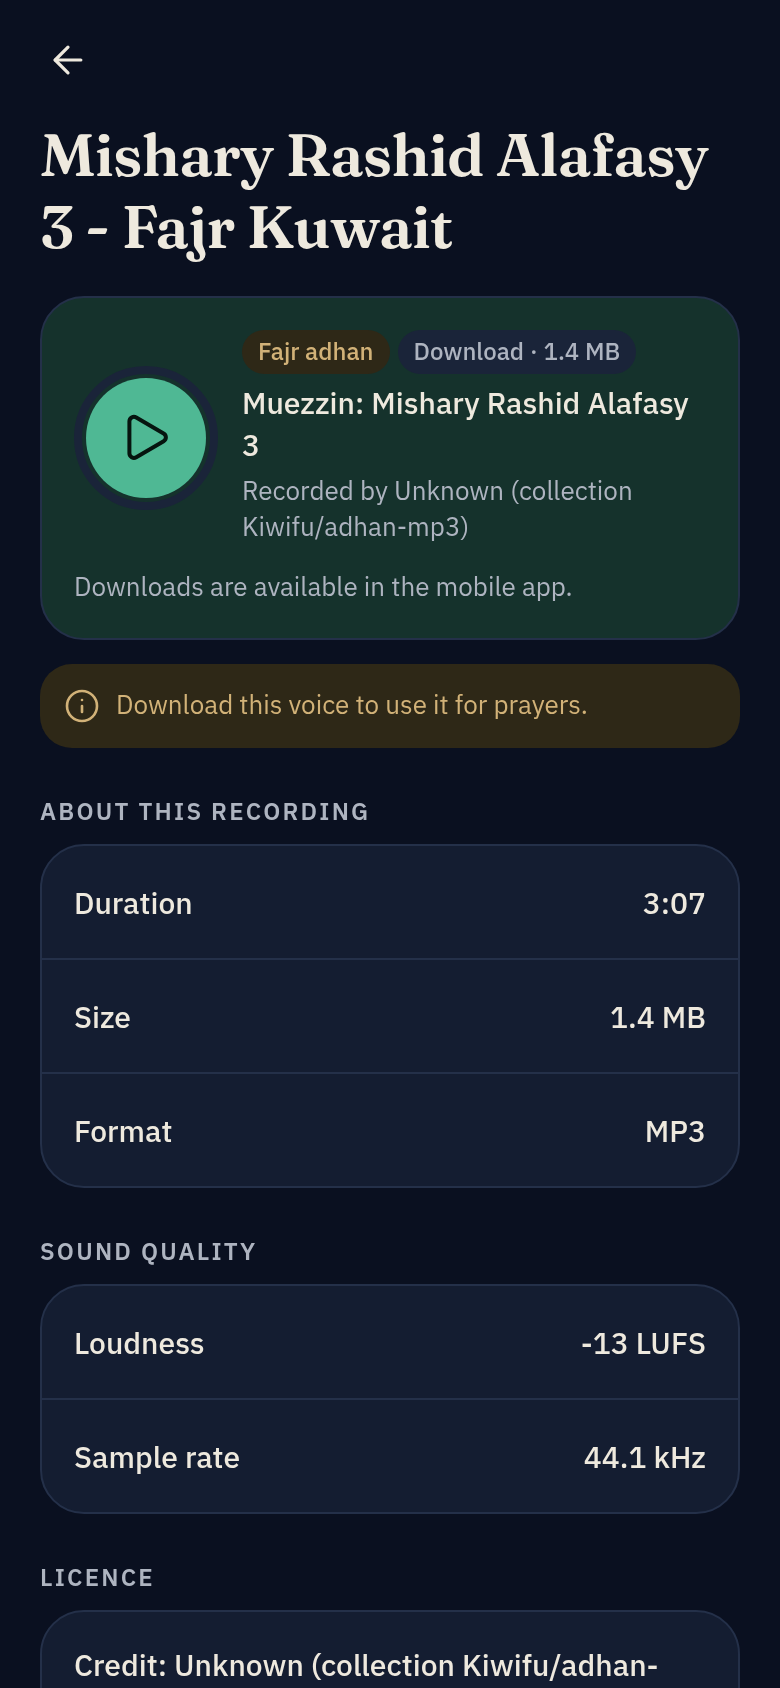 Mishary Rashid Alafasy
3 - Fajr Kuwait
Fajr adhan
Download · 1.4 MB
Muezzin: Mishary Rashid Alafasy
3
Recorded by Unknown (collection
Kiwifu/adhan-mp3)
Downloads are available in the mobile app.
Download this voice to use it for prayers.
ABOUT THIS RECORDING
Duration 3:07
Size 1.4 MB
Format MP3
SOUND QUALITY
Loudness -13 LUFS
Sample rate 44.1 kHz
LICENCE
Credit: Unknown (collection Kiwifu/adhan-